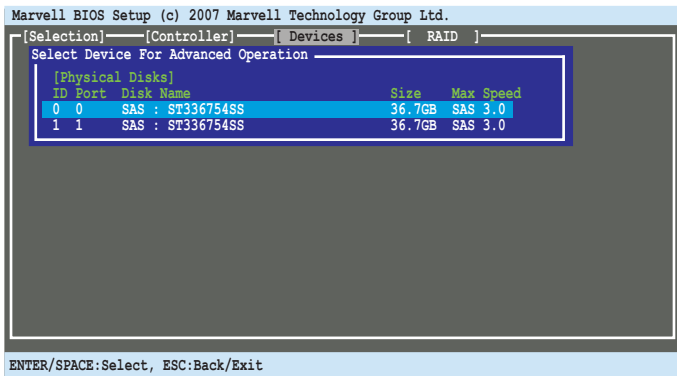 Marvell BIOS Setup (c) 2007 Marvell Technology Group Ltd.
[Selection] [Controller] [ Devices ] [ RAID ]
Select Device For Advanced Operation
[Physical Disks]
ID Port Disk Name Size Max Speed
0 0 SAS : ST336754SS 36.7GB SAS 3.0
1 1 SAS : ST336754SS 36.7GB SAS 3.0
ENTER/SPACE:Select, ESC:Back/Exit